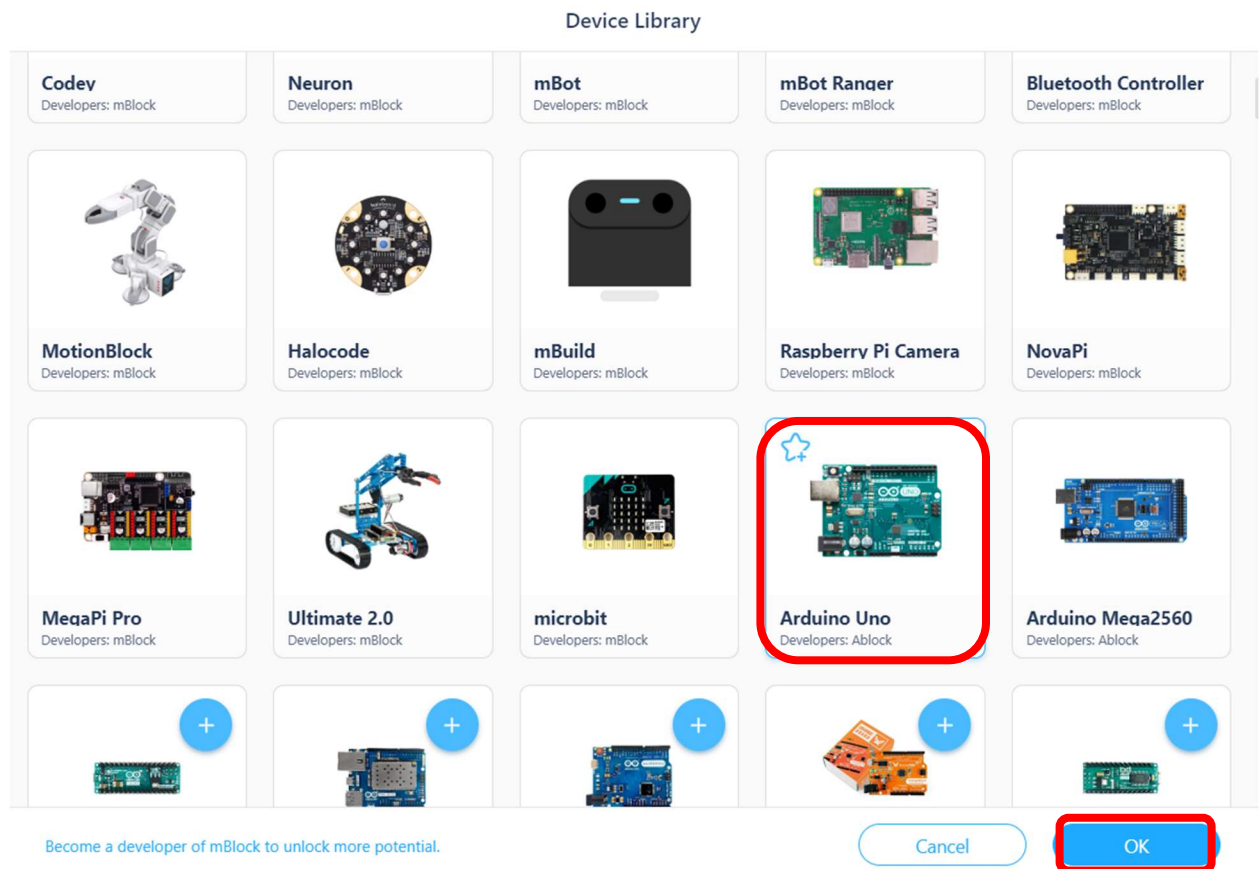 Device Library
Codey
Developers: mBlock
Neuron
Developers: mBlock
mBot
Developers: mBlock
mBot Ranger
Developers: mBlock
Bluetooth Controller
Developers: mBlock
MotionBlock
Developers: mBlock
Halocode
Developers: mBlock
mBuild
Developers: mBlock
Raspberry Pi Camera
Developers: mBlock
NovaPi
Developers: mBlock
MegaPi Pro
Developers: mBlock
Ultimate 2.0
Developers: mBlock
microbit
Developers: mBlock
Arduino Uno
Developers: Ablock
Arduino Mega2560
Developers: Ablock
Become a developer of mBlock to unlock more potential.
Cancel
OK